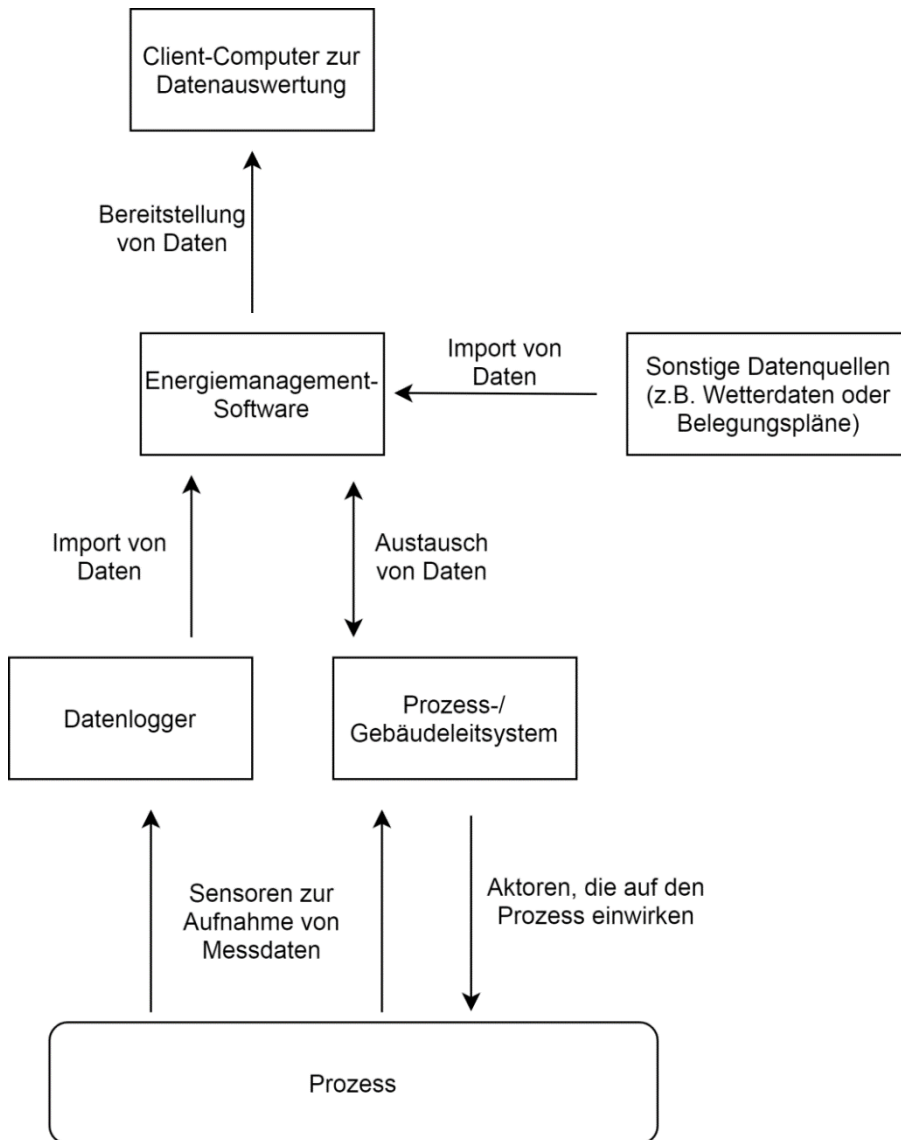 Client-Computer zur
Datenauswertung
Bereitstellung
von Daten
Energiemanagement-
Software
Import von
Daten
Sonstige Datenquellen
(z.B. Wetterdaten oder
Belegungspläne)
Import von
Daten
Austausch
von Daten
Datenlogger
Prozess-/
Gebäudeleitsystem
Sensoren zur
Aufnahme von
Messdaten
Aktoren, die auf den
Prozess einwirken
Prozess